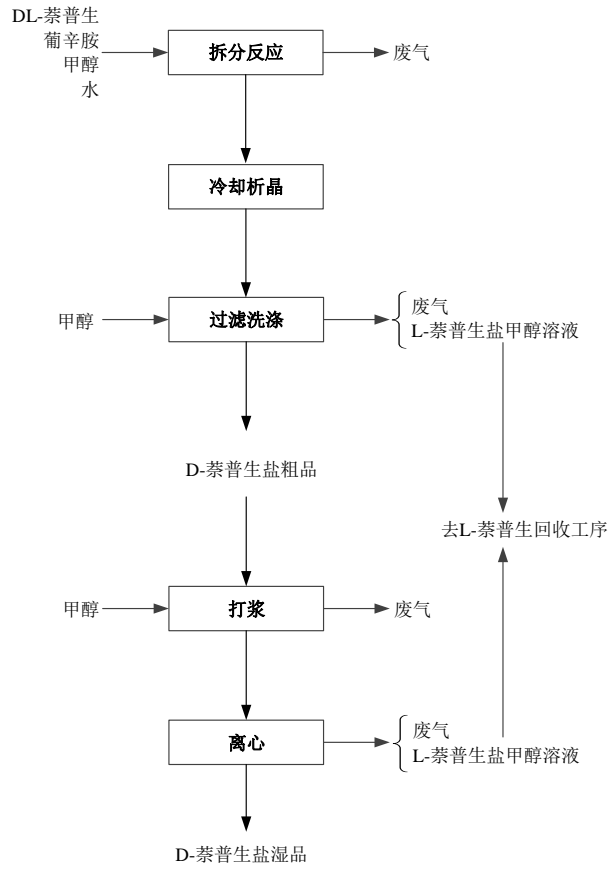 DL-萘普生
葡辛胺
甲醇
水
拆分反应
废气
冷却析晶
甲醇
过滤洗涤
废气
L-萘普生盐甲醇溶液
D-萘普生盐粗品
去L-萘普生回收工序
甲醇
打浆
废气
离心
废气
L-萘普生盐甲醇溶液
D-萘普生盐湿品